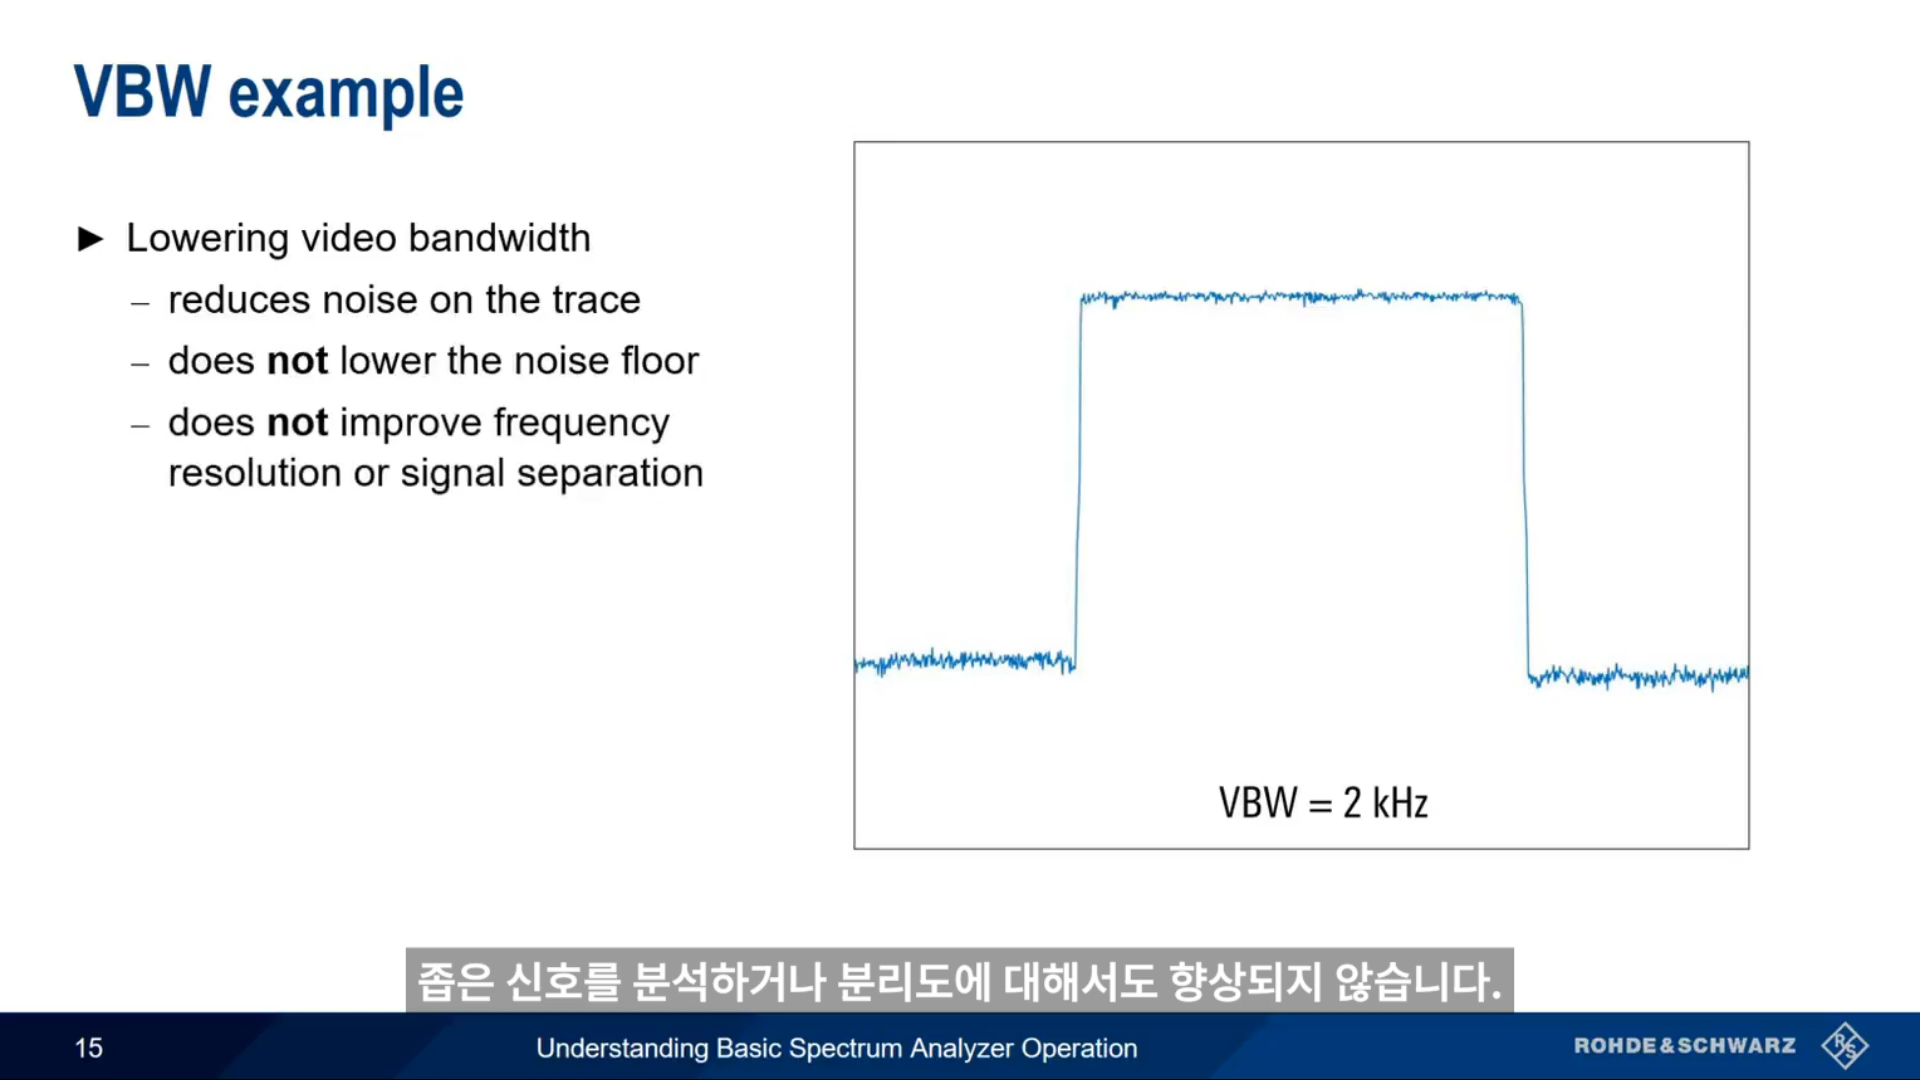 VBW example
► Lowering video bandwidth
– reduces noise on the trace
– does not lower the noise floor
– does not improve frequency
resolution or signal separation
VBW = 2 kHz
좁은 신호를 분석하거나 분리도에 대해서도 향상되지 않습니다.
15
Understanding Basic Spectrum Analyzer Operation
ROHDE&SCHWARZ
R&S